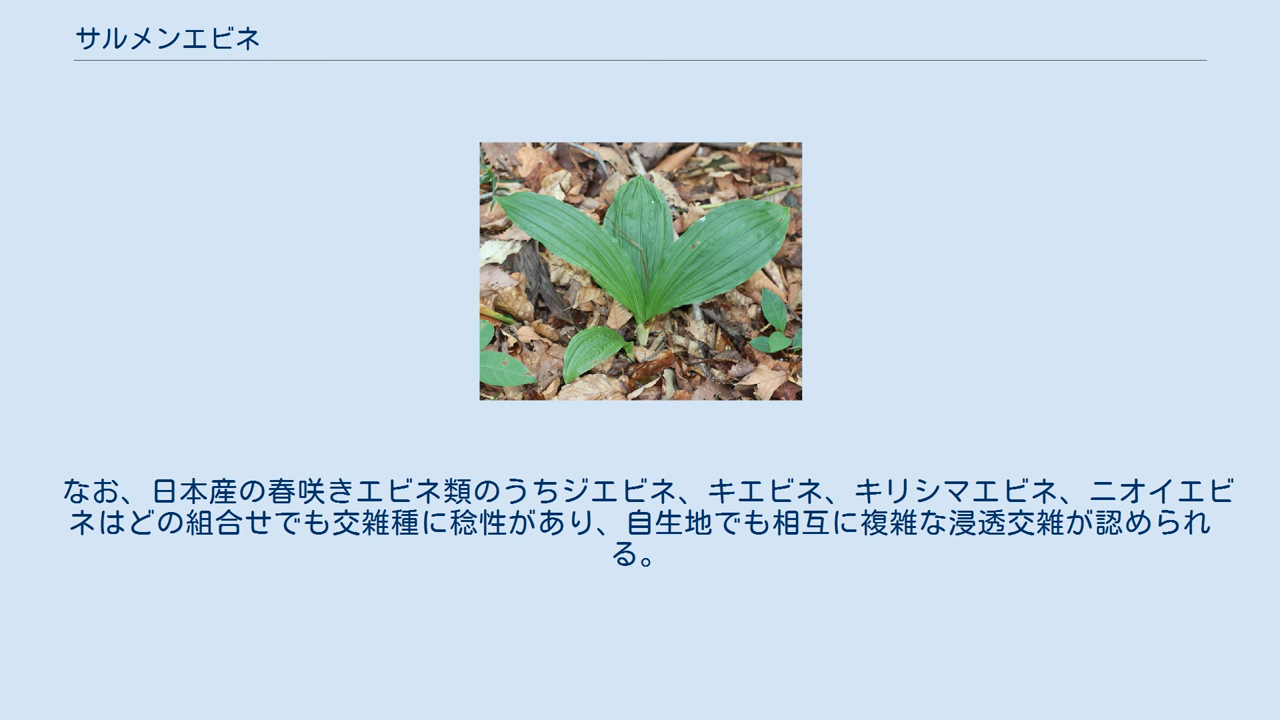 サルメンエビネ
なお、日本産の春咲きエビネ類のうちジエビネ、キエビネ、キリシマエビネ、ニオイエビ
ネはどの組合せでも交雑種に稔性があり、自生地でも相互に複雑な浸透交雑が認められ
る。